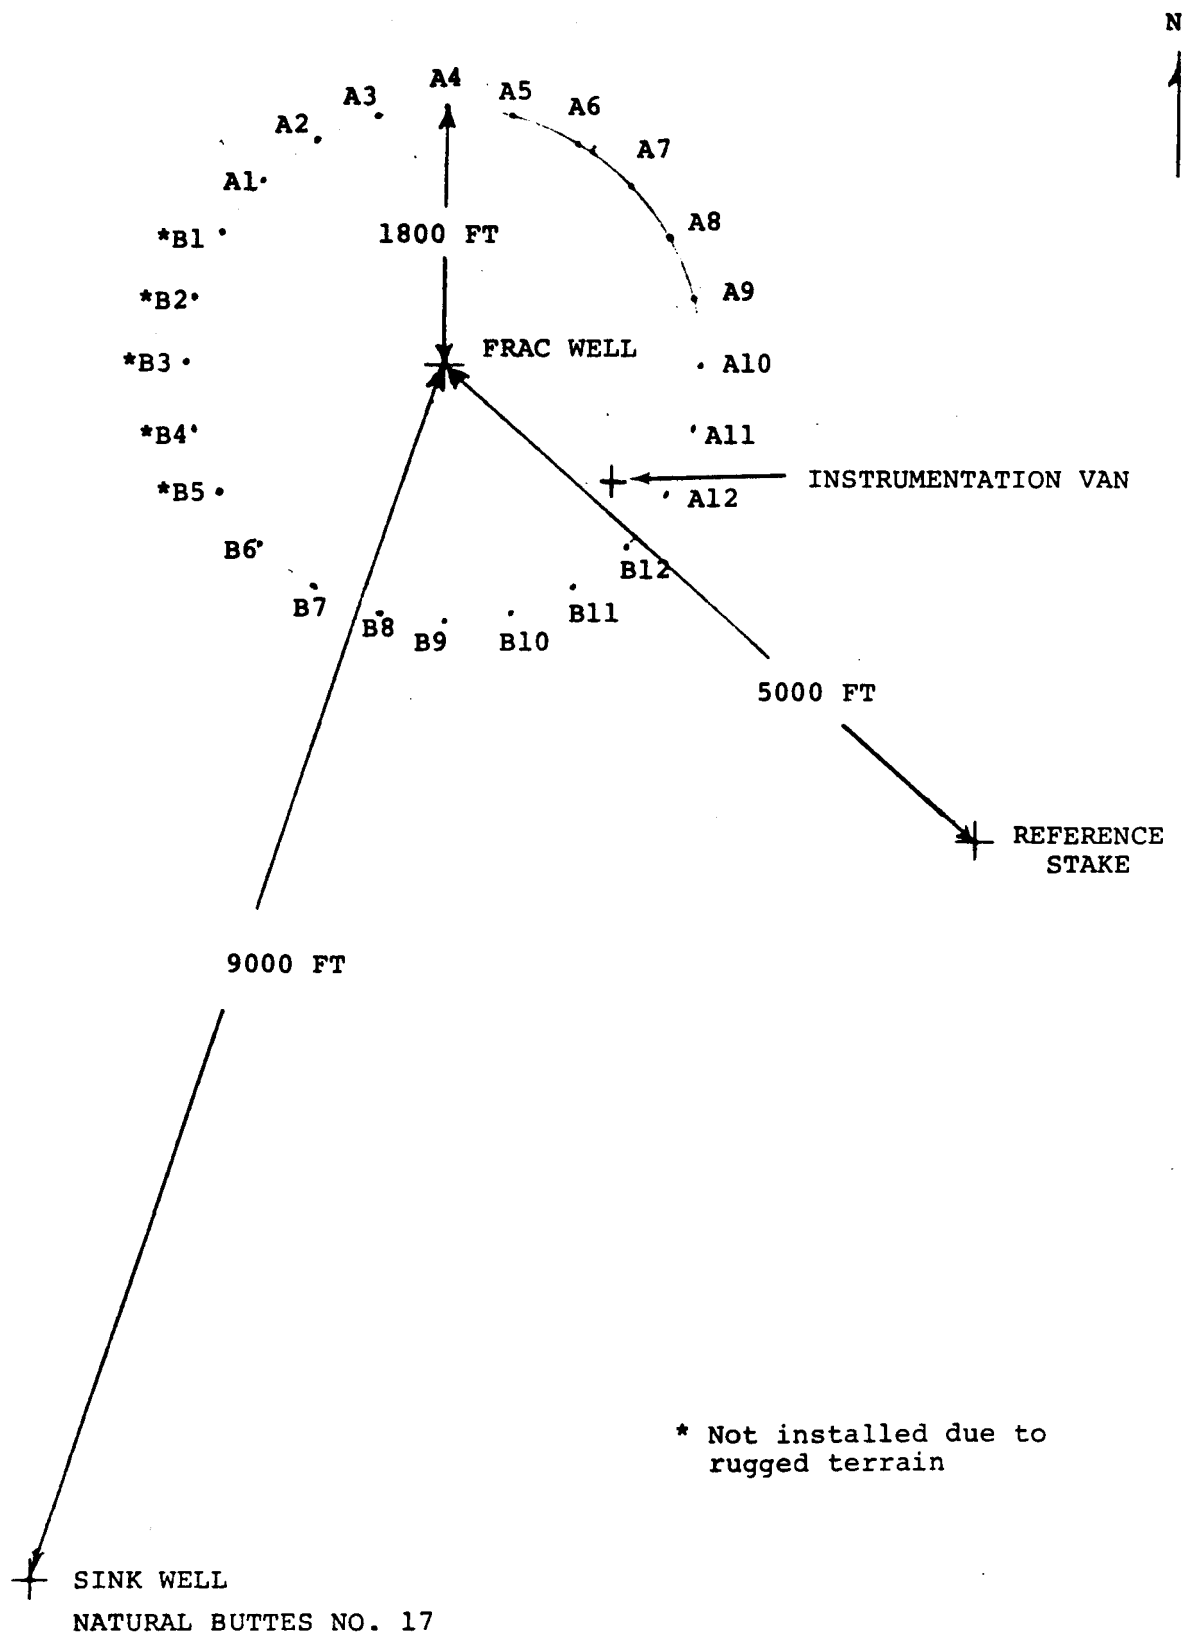 N
A4
A5
A3
A6
A2
A7
A1
A8
*B1
1800 FT
*B2
A9
FRAC WELL
*B3
A10
*B4
A11
INSTRUMENTATION VAN
*B5
A12
B6
B12
B7
B8
B9
B10
B11
5000 FT
REFERENCE
STAKE
9000 FT
* Not installed due to
rugged terrain
SINK WELL
NATURAL BUTTES NO. 17